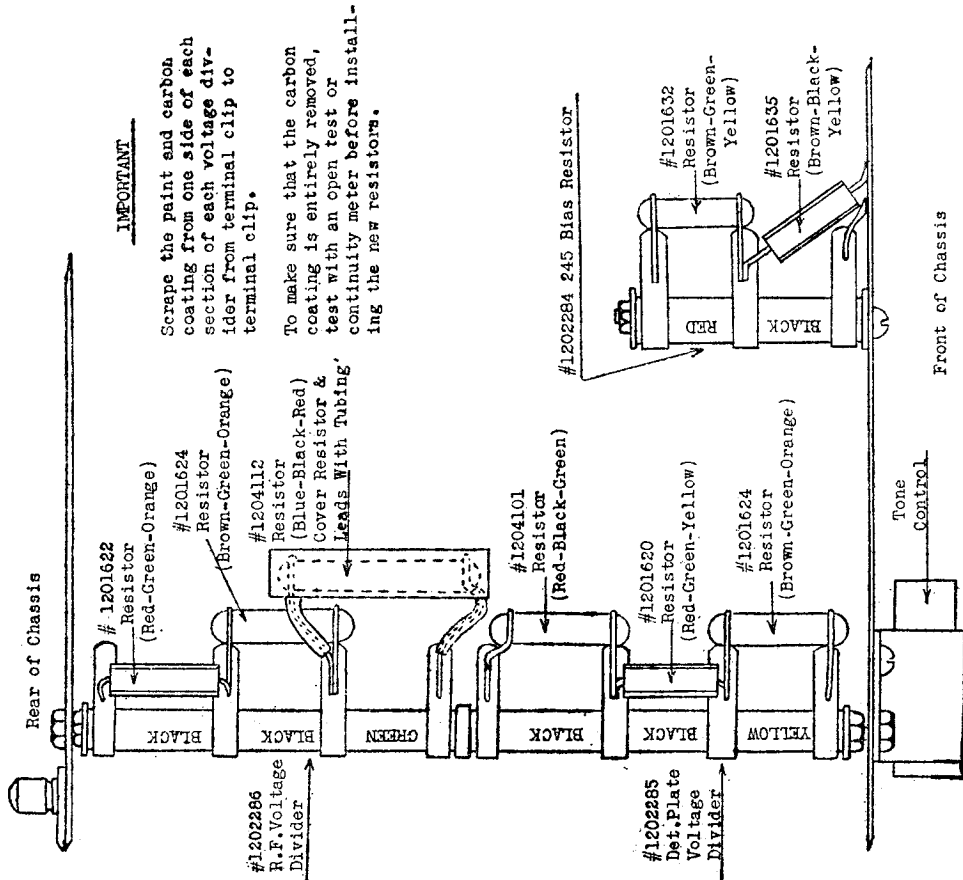 IMPORTANT
Scrape the paint and carbon
coating from one side of each
section of each voltage div-
ider from terminal clip to
terminal clip.
To make sure that the carbon
coating is entirely removed,
test with an open test or
continuity meter before install-
ing the new resistors.
Rear of Chassis
# 1201622
Resistor
(Red-Green-Orange)
#1201624
Resistor
(Brown-Green-Orange)
#1204112
Resistor
(Blue-Black-Red)
Cover Resistor &
Leads With Tubing
BLACK
BLACK
GREEN
#1202286
R.F.Voltage
Divider
#1204101
Resistor
(Red-Black-Green)
#1201620
Resistor
(Red-Green-Yellow)
#1201624
Resistor
(Brown-Green-Orange)
BLACK
BLACK
YELLOW
#1202285
Det.Plate
Voltage
Divider
#1202284 245 Bias Resistor
#1201632
Resistor
(Brown-Green-
Yellow)
#1201635
Resistor
(Brown-Black-
Yellow)
RED
BLACK
Tone
Control
Front of Chassis